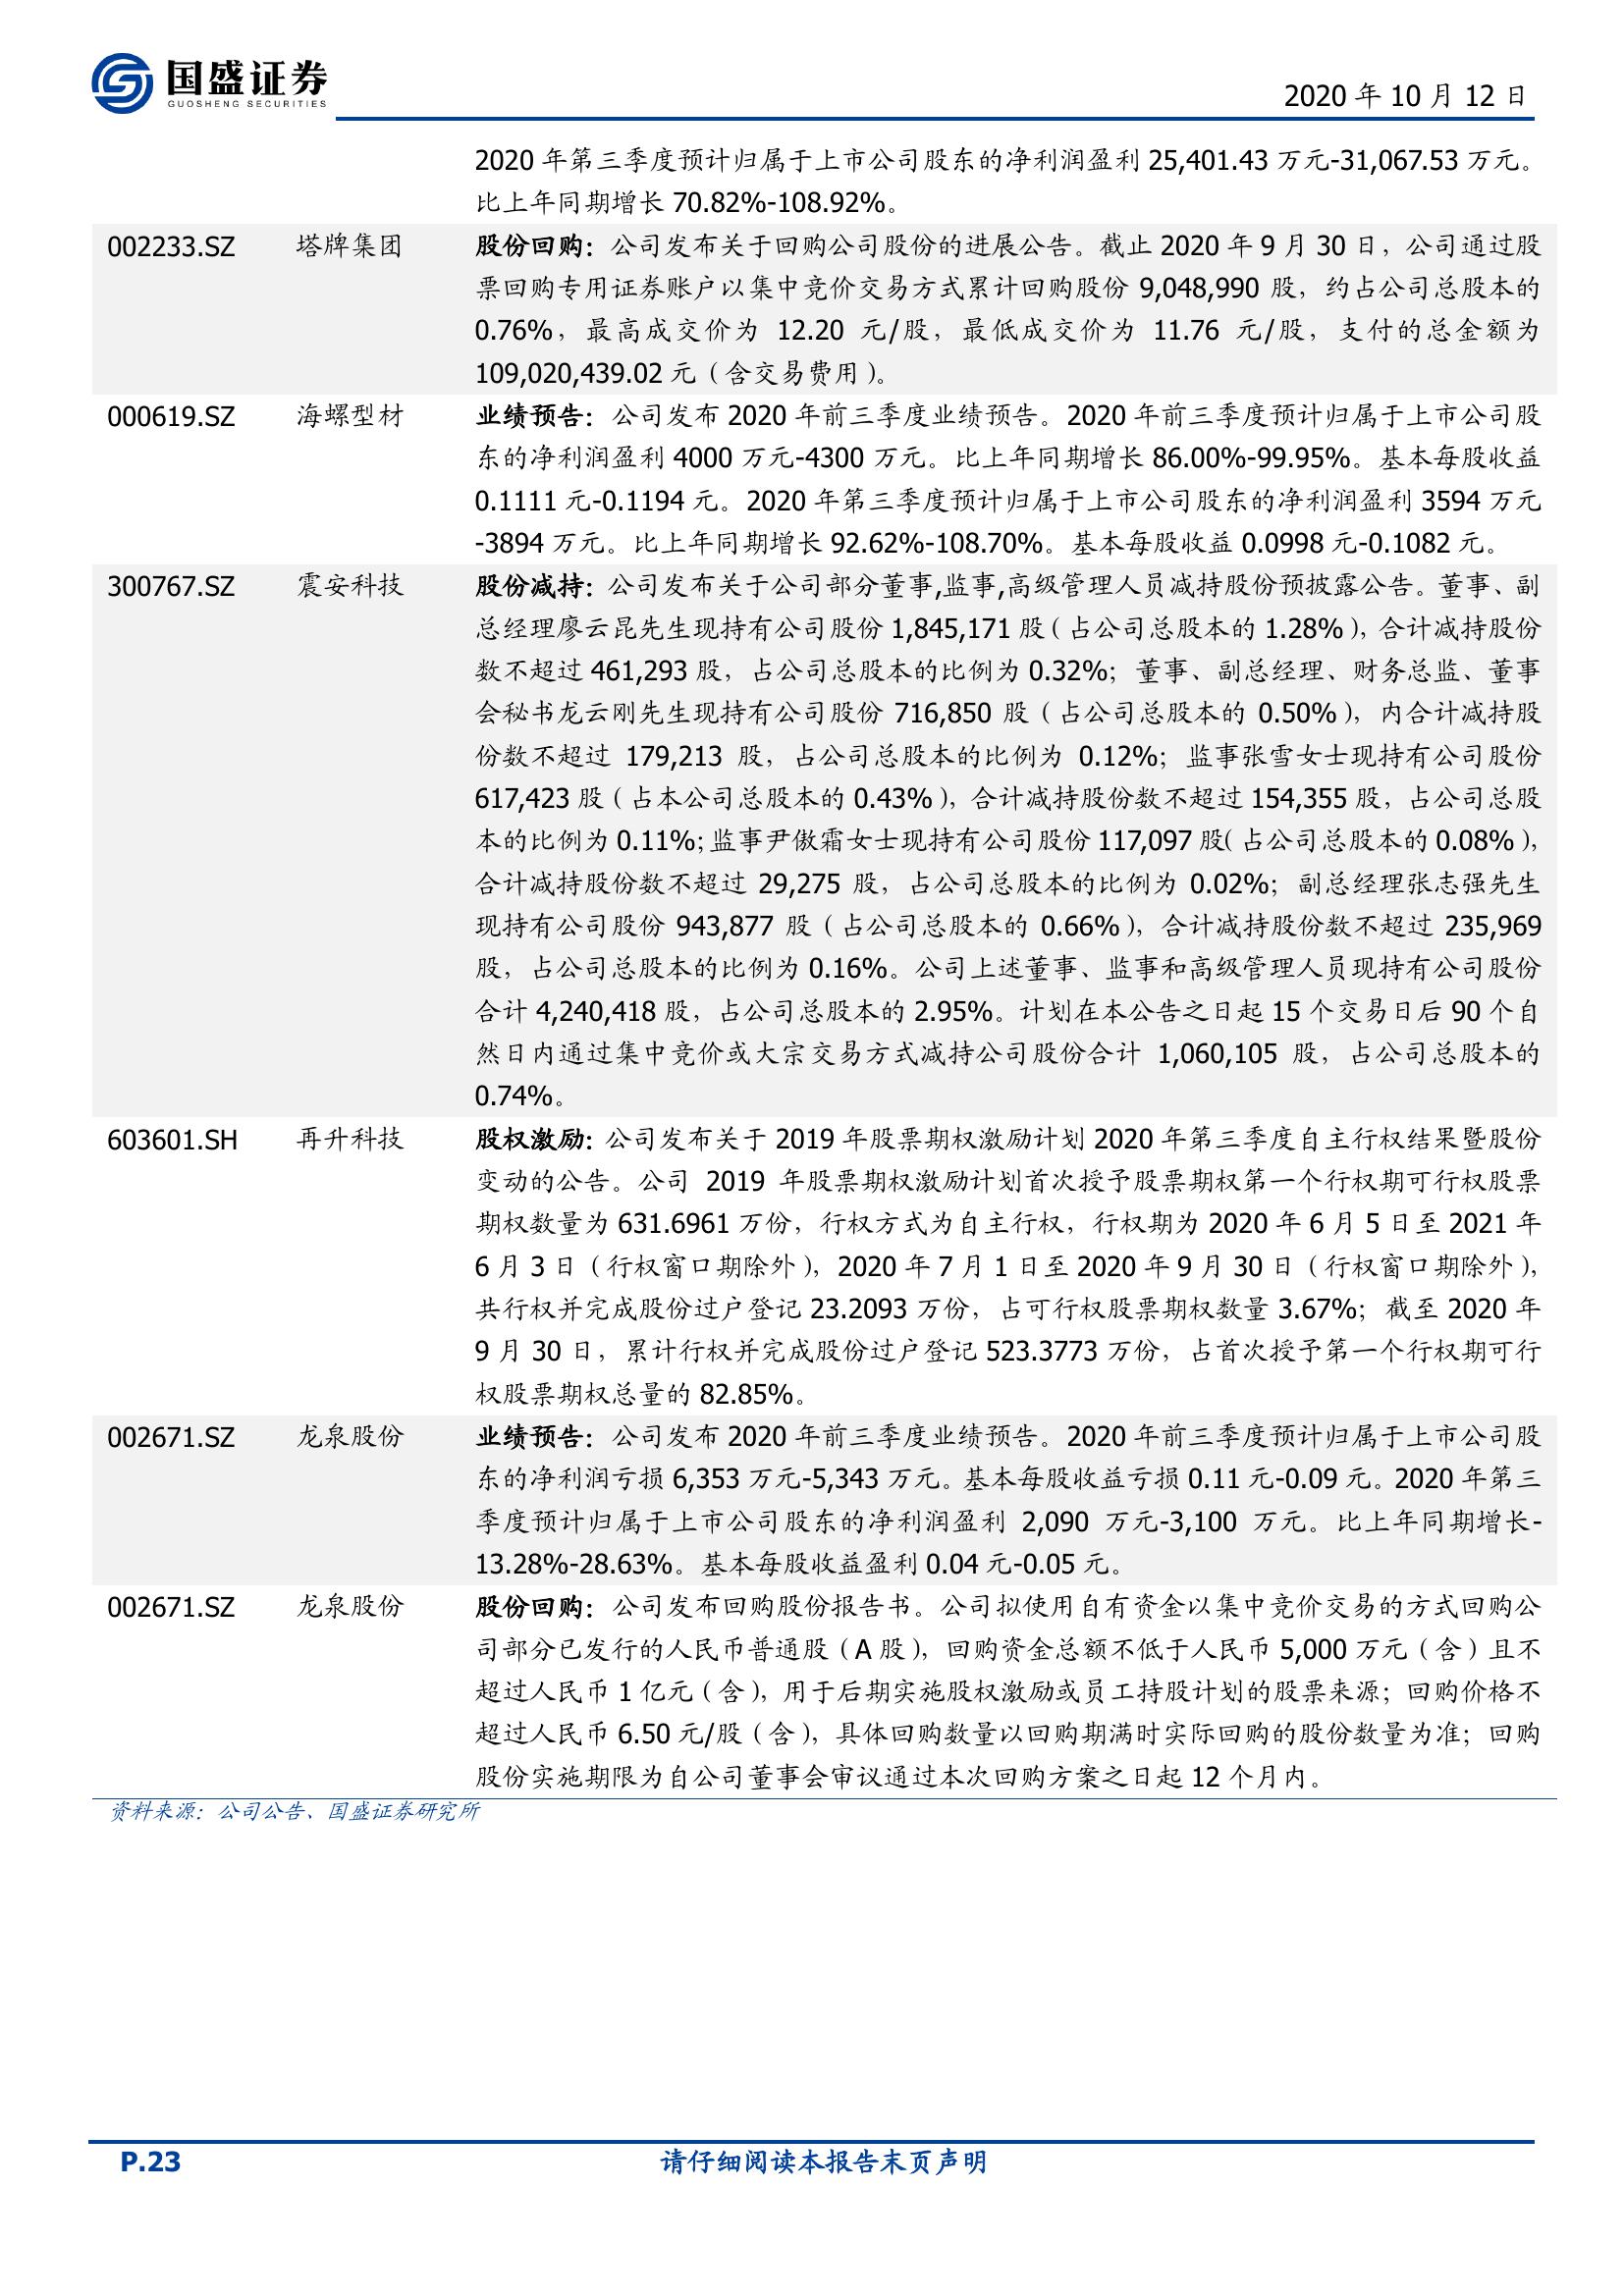 国盛证券
GUOSHENG SECURITIES
2020 年 10 月 12 日
2020 年第三季度预计归属于上市公司股东的净利润盈利 25,401.43 万元-31,067.53 万元。
比上年同期增长 70.82%-108.92%。
002233.SZ 塔牌集团 股份回购：公司发布关于回购公司股份的进展公告。截止 2020 年 9 月 30 日，公司通过股
票回购专用证券账户以集中竞价交易方式累计回购股份 9,048,990 股，约占公司总股本的
0.76%，最高成交价为 12.20 元/股，最低成交价为 11.76 元/股，支付的总金额为
109,020,439.02 元（含交易费用）。
000619.SZ 海螺型材 业绩预告：公司发布 2020 年前三季度业绩预告。2020 年前三季度预计归属于上市公司股
东的净利润盈利 4000 万元-4300 万元。比上年同期增长 86.00%-99.95%。基本每股收益
0.1111 元-0.1194 元。2020 年第三季度预计归属于上市公司股东的净利润盈利 3594 万元
-3894 万元。比上年同期增长 92.62%-108.70%。基本每股收益 0.0998 元-0.1082 元。
300767.SZ 震安科技 股份减持：公司发布关于公司部分董事,监事,高级管理人员减持股份预披露公告。董事、副
总经理廖云昆先生现持有公司股份 1,845,171 股（占公司总股本的 1.28%），合计减持股份
数不超过 461,293 股，占公司总股本的比例为 0.32%；董事、副总经理、财务总监、董事
会秘书龙云刚先生现持有公司股份 716,850 股（占公司总股本的 0.50%），内合计减持股
份数不超过 179,213 股，占公司总股本的比例为 0.12%；监事张雪女士现持有公司股份
617,423 股（占本公司总股本的 0.43%），合计减持股份数不超过 154,355 股，占公司总股
本的比例为 0.11%；监事尹傲霜女士现持有公司股份 117,097 股（占公司总股本的 0.08%），
合计减持股份数不超过 29,275 股，占公司总股本的比例为 0.02%；副总经理张志强先生
现持有公司股份 943,877 股（占公司总股本的 0.66%），合计减持股份数不超过 235,969
股，占公司总股本的比例为 0.16%。公司上述董事、监事和高级管理人员现持有公司股份
合计 4,240,418 股，占公司总股本的 2.95%。计划在本公告之日起 15 个交易日后 90 个自
然日内通过集中竞价或大宗交易方式减持公司股份合计 1,060,105 股，占公司总股本的
0.74%。
603601.SH 再升科技 股权激励：公司发布关于 2019 年股票期权激励计划 2020 年第三季度自主行权结果暨股份
变动的公告。公司 2019 年股票期权激励计划首次授予股票期权第一个行权期可行权股票
期权数量为 631.6961 万份，行权方式为自主行权，行权期为 2020 年 6 月 5 日至 2021 年
6 月 3 日（行权窗口期除外），2020 年 7 月 1 日至 2020 年 9 月 30 日（行权窗口期除外），
共行权并完成股份过户登记 23.2093 万份，占可行权股票期权数量 3.67%；截至 2020 年
9 月 30 日，累计行权并完成股份过户登记 523.3773 万份，占首次授予第一个行权期可行
权股票期权总量的 82.85%。
002671.SZ 龙泉股份 业绩预告：公司发布 2020 年前三季度业绩预告。2020 年前三季度预计归属于上市公司股
东的净利润亏损 6,353 万元-5,343 万元。基本每股收益亏损 0.11 元-0.09 元。2020 年第三
季度预计归属于上市公司股东的净利润盈利 2,090 万元-3,100 万元。比上年同期增长-
13.28%-28.63%。基本每股收益盈利 0.04 元-0.05 元。
002671.SZ 龙泉股份 股份回购：公司发布回购股份报告书。公司拟使用自有资金以集中竞价交易的方式回购公
司部分已发行的人民币普通股（A 股），回购资金总额不低于人民币 5,000 万元（含）且不
超过人民币 1 亿元（含），用于后期实施股权激励或员工持股计划的股票来源；回购价格不
超过人民币 6.50 元/股（含），具体回购数量以回购期满时实际回购的股份数量为准；回购
股份实施期限为自公司董事会审议通过本次回购方案之日起 12 个月内。
资料来源：公司公告、国盛证券研究所
P.23 请仔细阅读本报告末页声明